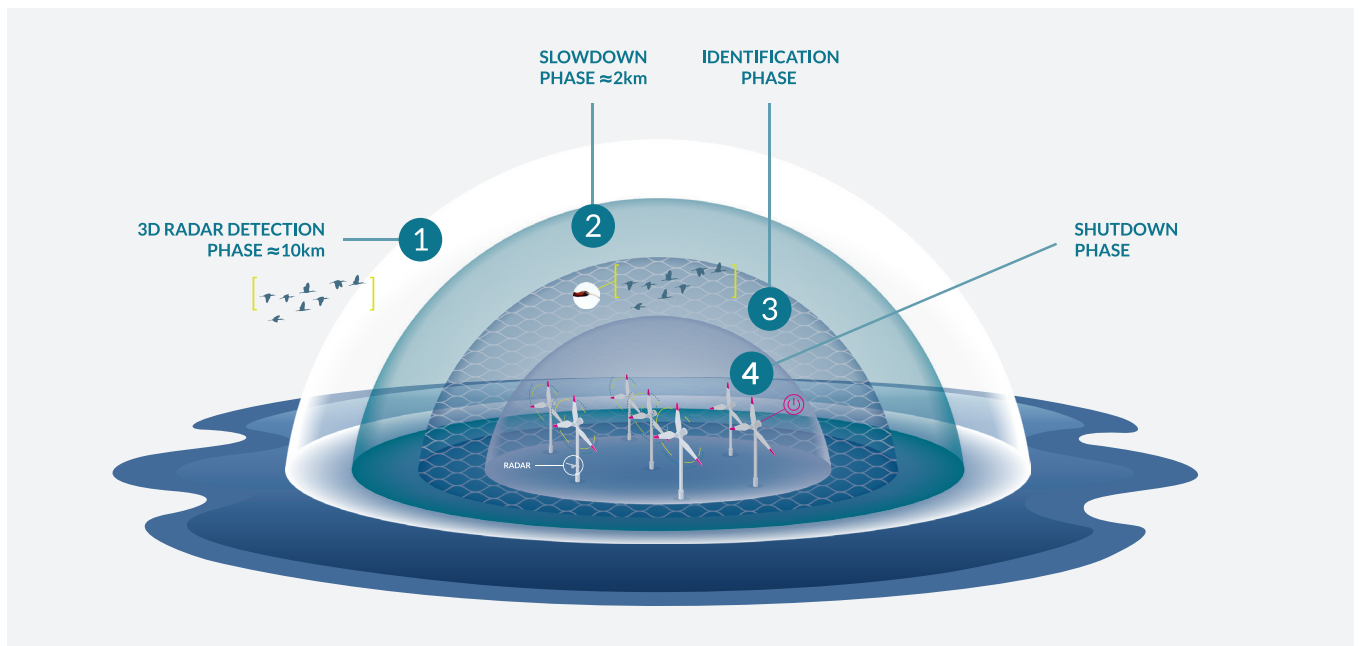 SLOWDOWN
PHASE ≈2km
IDENTIFICATION
PHASE
3D RADAR DETECTION
PHASE ≈10km
1
2
SHUTDOWN
PHASE
3
4
RADAR